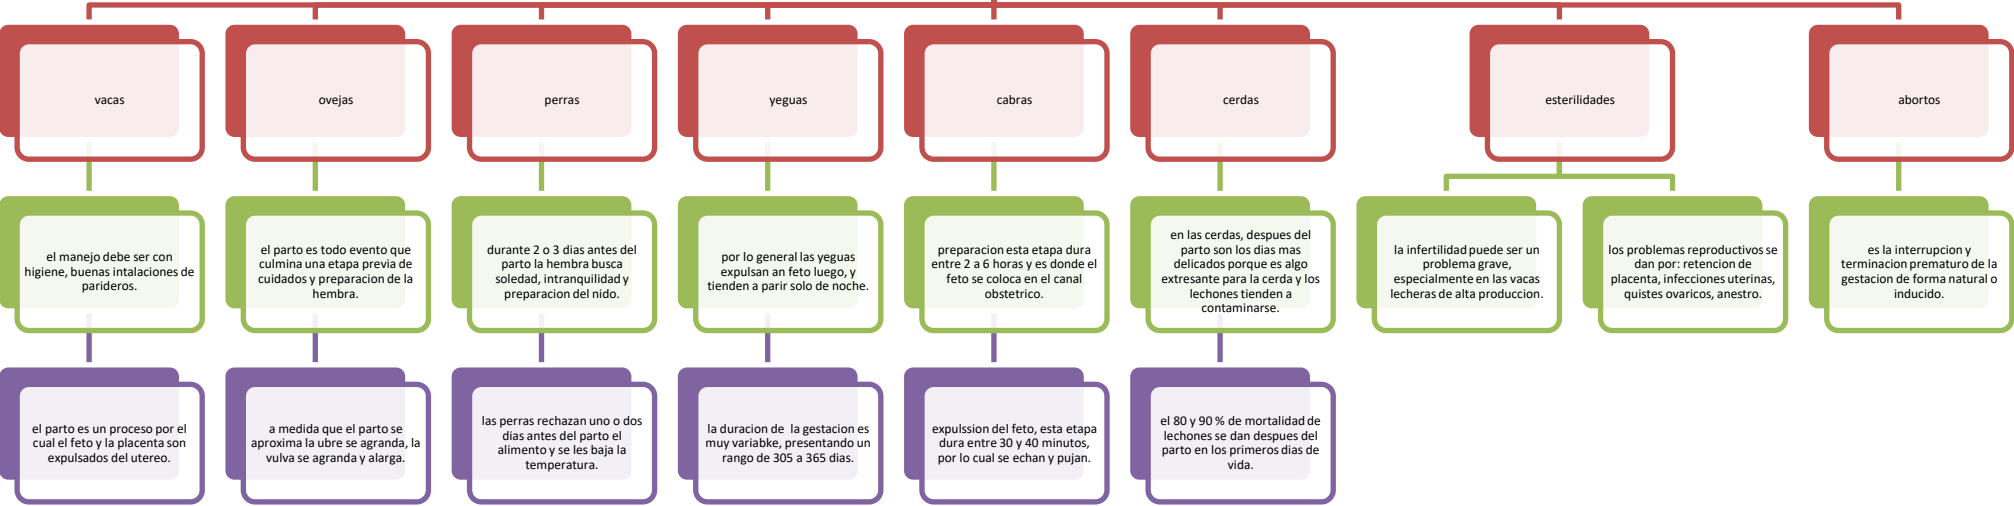 vacas
ovejas
perras
yeguas
cabras
cerdas
esterilidades
abortos
el manejo debe ser con
higiene, buenas intalaciones de
parideros.
el parto es todo evento que
culmina una etapa previa de
cuidados y preparacion de la
hembra.
durante 2 o 3 dias antes del
parto la hembra busca
soledad, intranquilidad y
preparacion del nido.
por lo general las yeguas
expulsan an feto luego, y
tienden a parir solo de noche.
preparacion esta etapa dura
entre 2 a 6 horas y es donde el
feto se coloca en el canal
obstetrico.
en las cerdas, despues del
parto son los dias mas
delicados porque es algo
extresante para la cerda y los
lechones tienden a
contaminarse.
la infertilidad puede ser un
problema grave,
especialmente en las vacas
lecheras de alta produccion.
los problemas reproductivos se
dan por: retencion de
placenta, infecciones uterinas,
quistes ovaricos, anestro.
es la interrupcion y
terminacion prematuro de la
gestacion de forma natural o
inducido.
el parto es un proceso por el
cual el feto y la placenta son
expulsados del utereo.
a medida que el parto se
aproxima la ubre se agranda, la
vulva se agranda y alarga.
las perras rechazan uno o dos
dias antes del parto el
alimento y se les baja la
temperatura.
la duracion de la gestacion es
muy variabke, presentando un
rango de 305 a 365 dias.
expulssion del feto, esta etapa
dura entre 30 y 40 minutos,
por lo cual se echan y pujan.
el 80 y 90 % de mortalidad de
lechones se dan despues del
parto en los primeros dias de
vida.